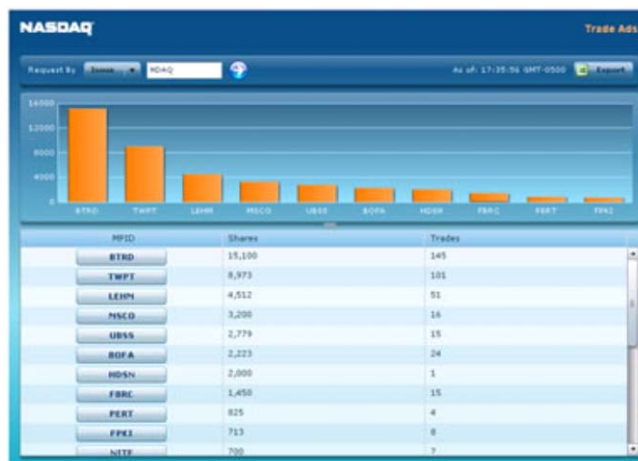 NASDAQ
Trade Ads
Request By Issue NDAQ As of: 17:35:56 GMT-0500 Export
16000
12000
8000
4000
0
BTRD TWPT LEHM MSCO UBSS BOFA HDSN FBRC PERT FPKI
MPID Shares Trades
BTRD 15,100 145
TWPT 8,973 101
LEHM 4,512 51
MSCO 3,200 16
UBSS 2,779 15
BOFA 2,223 24
HDSN 2,000 1
FBRC 1,450 15
PERT 825 4
FPKI 713 8
NITE 700 7